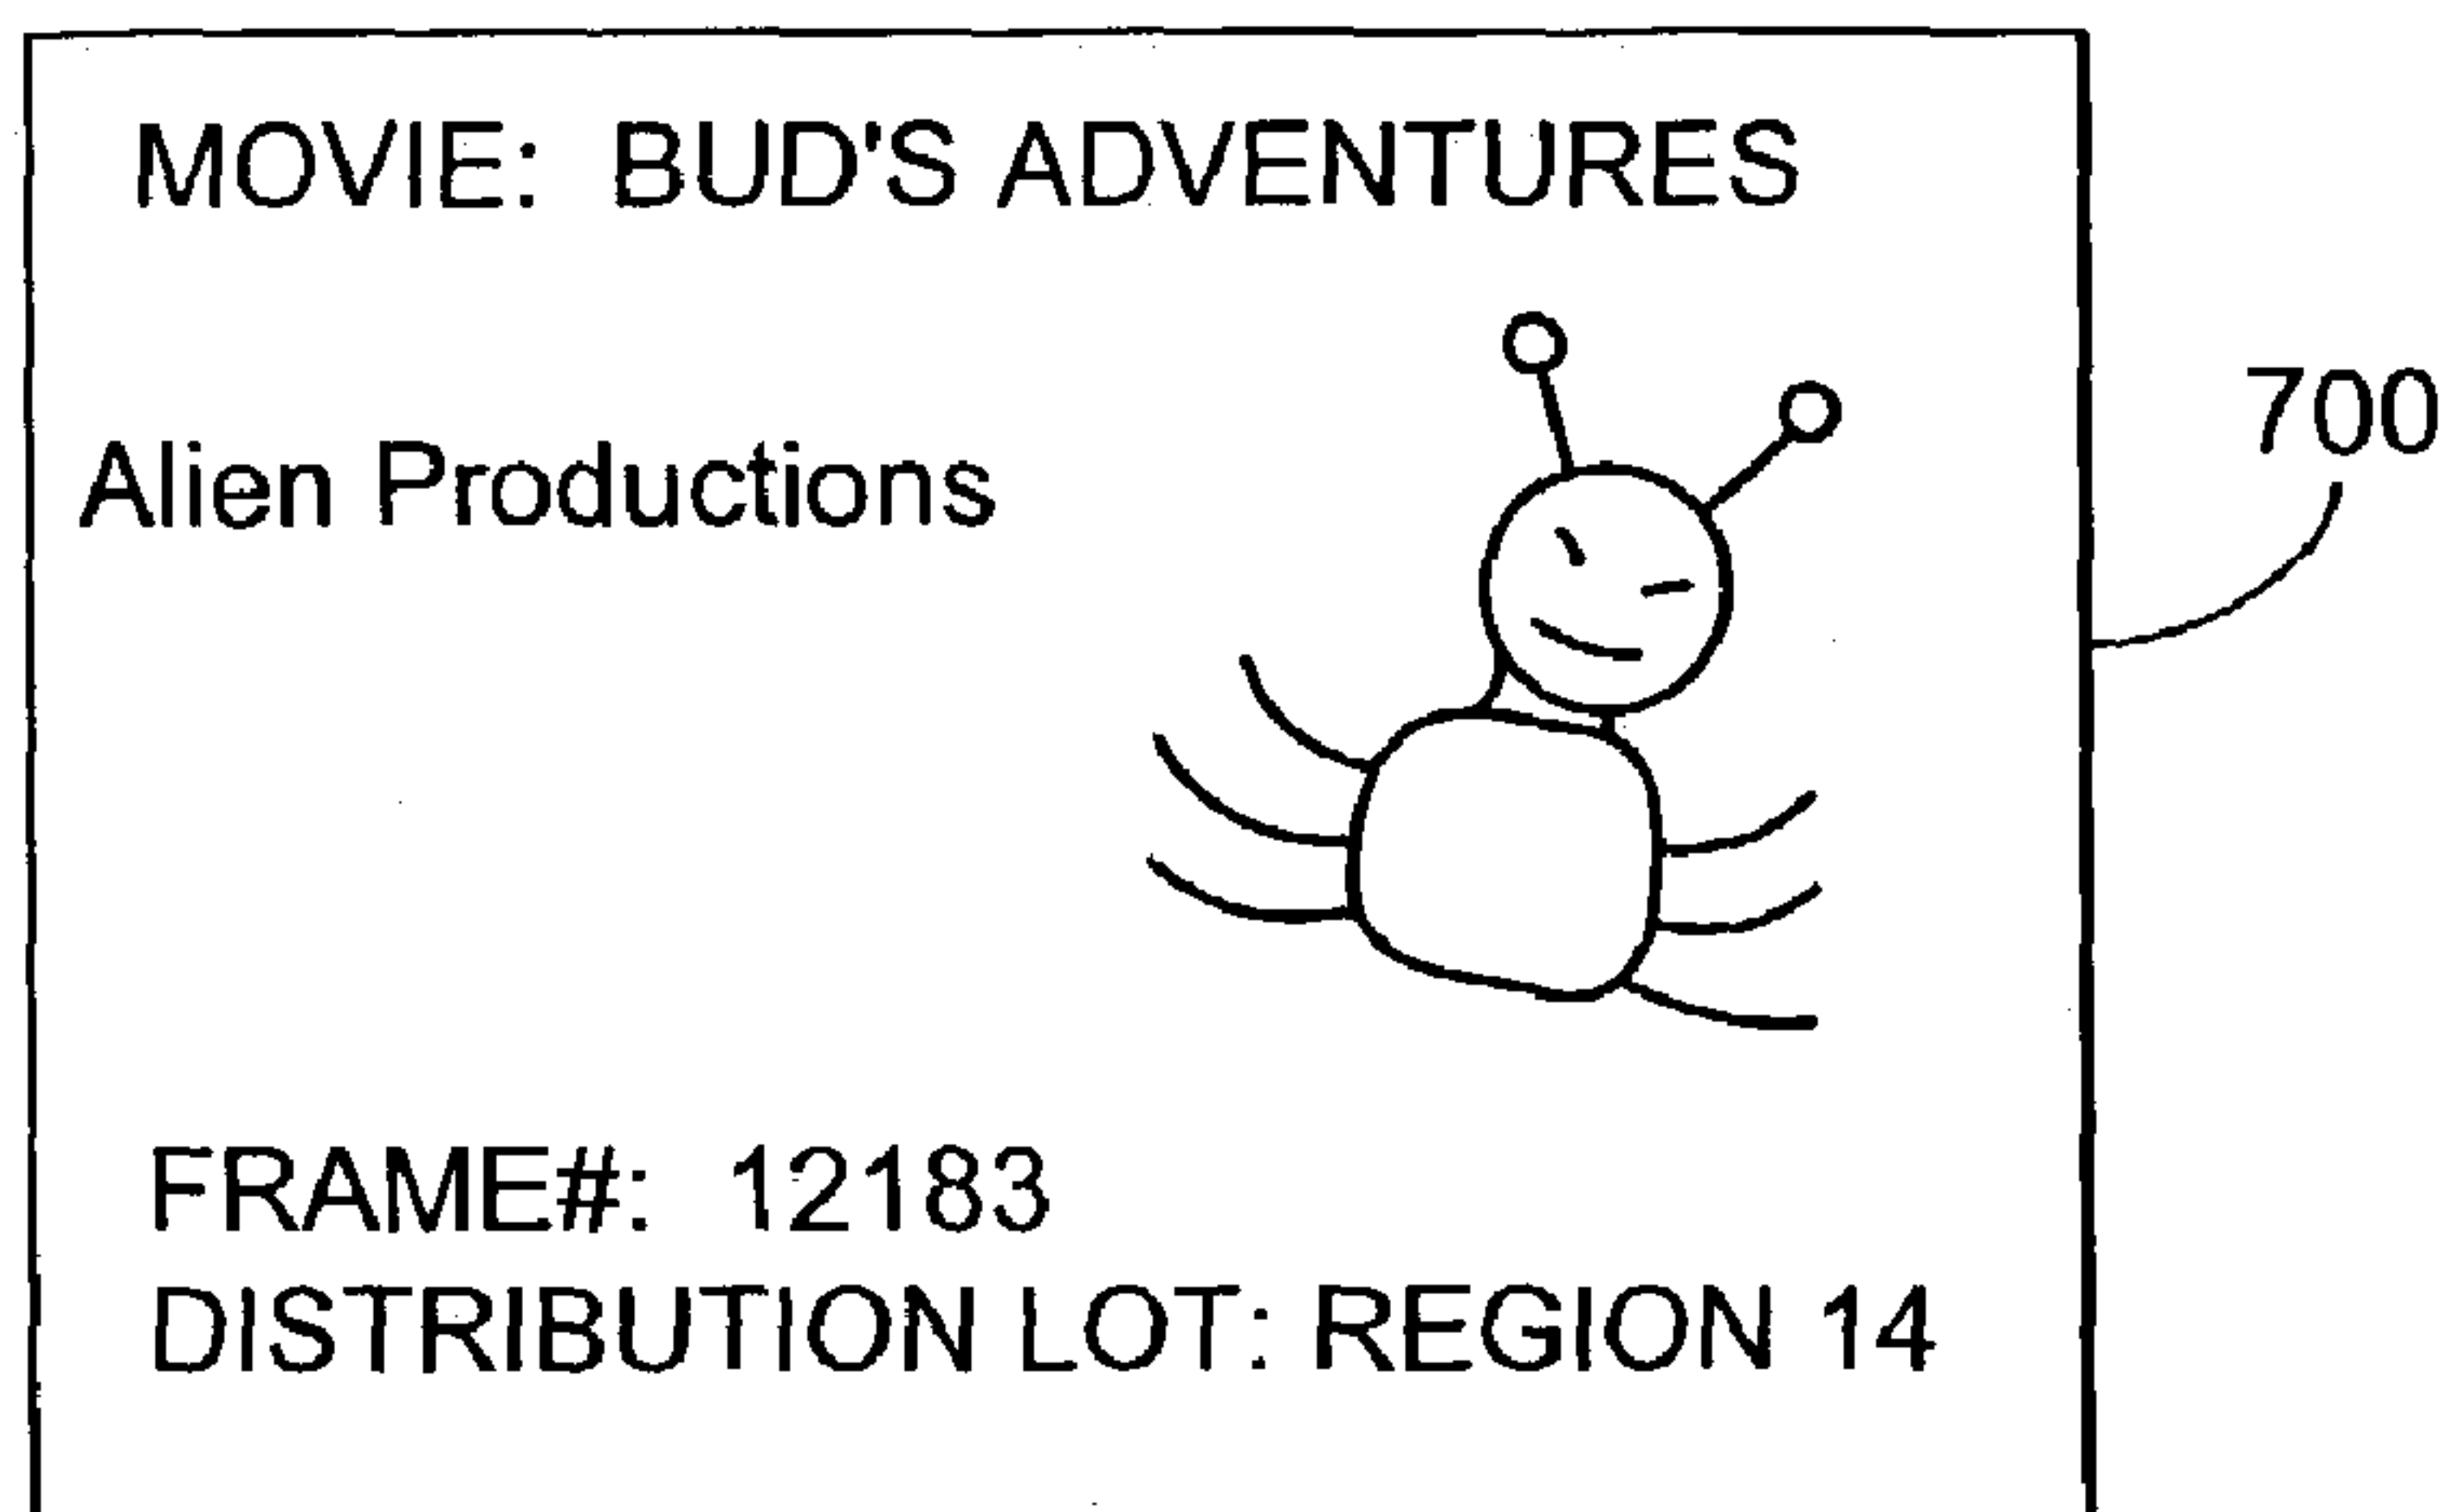 MOVIE: BUD'S ADVENTURES
700
Alien Productions
FRAME#: 12183
DISTRIBUTION LOT: REGION 14